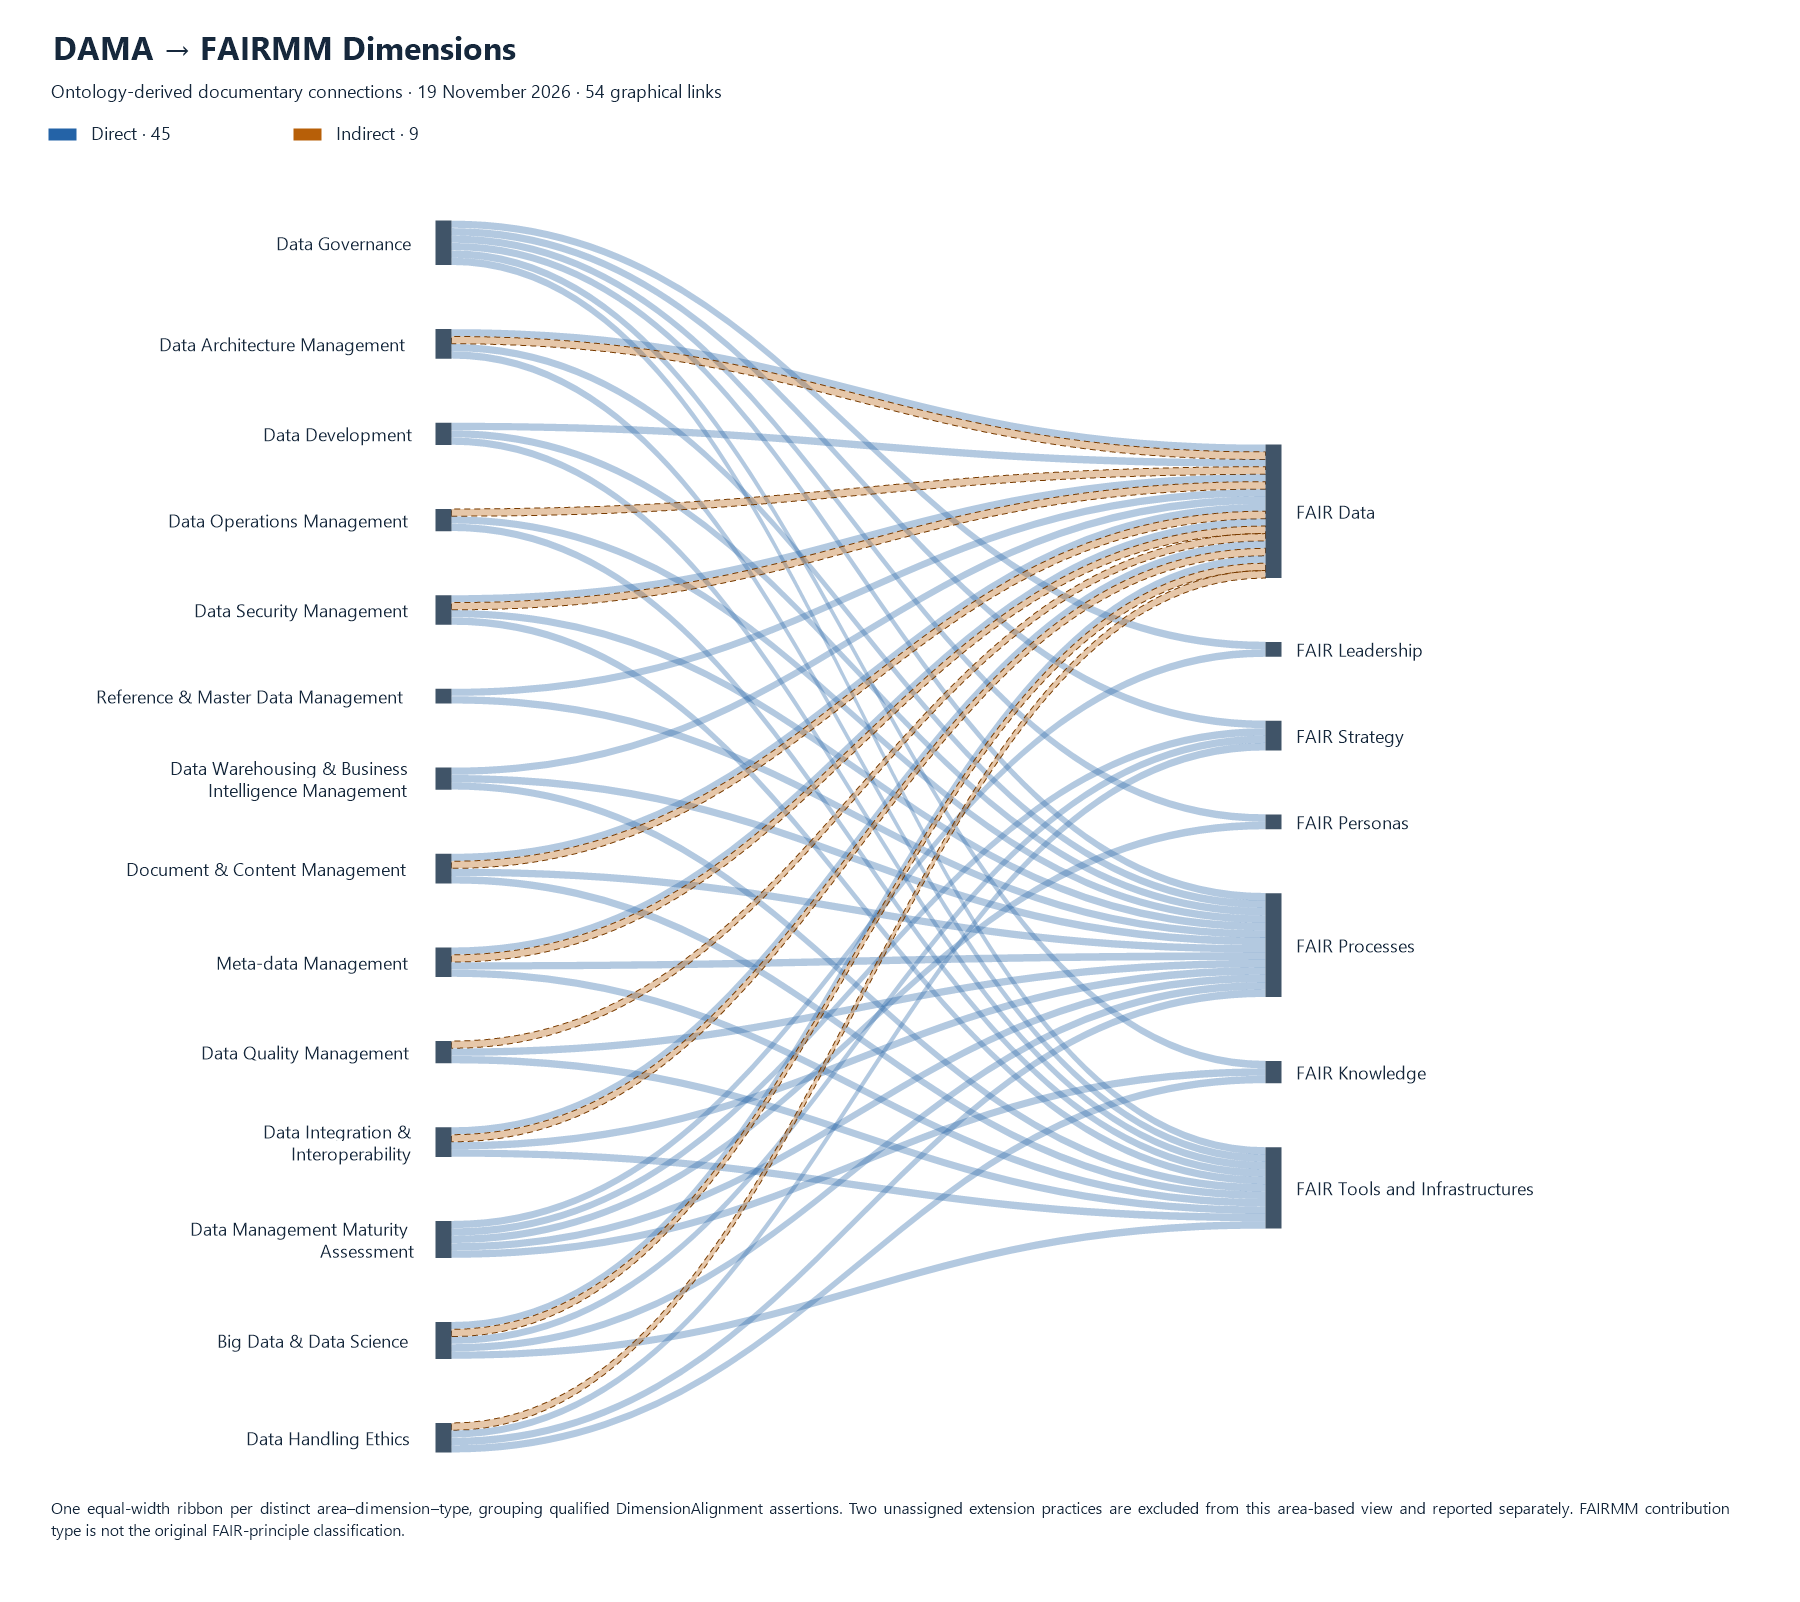 DAMA → FAIRMM Dimensions
Ontology-derived documentary connections · 19 November 2026 · 54 graphical links
Direct · 45
Indirect · 9
Data Governance
Data Architecture Management
Data Development
Data Operations Management
Data Security Management
Reference & Master Data Management
Data Warehousing & Business
Intelligence Management
Document & Content Management
Meta-data Management
Data Quality Management
Data Integration &
Interoperability
Data Management Maturity
Assessment
Big Data & Data Science
Data Handling Ethics
FAIR Data
FAIR Leadership
FAIR Strategy
FAIR Personas
FAIR Processes
FAIR Knowledge
FAIR Tools and Infrastructures
One equal-width ribbon per distinct area–dimension–type, grouping qualified DimensionAlignment assertions. Two unassigned extension practices are excluded from this area-based view and reported separately. FAIRMM contribution
type is not the original FAIR-principle classification.